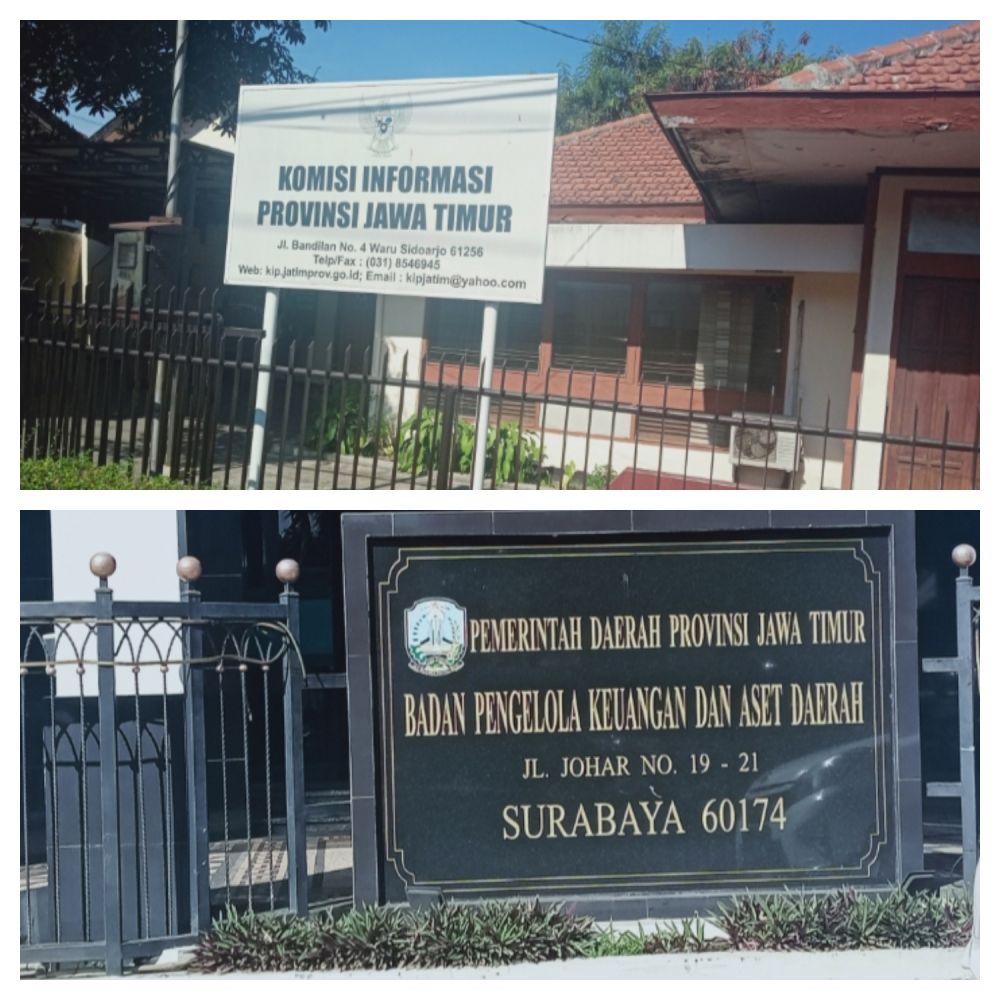 KOMISI INFORMASI
PROVINSI JAWA TIMUR
Jl. Bandilan No. 4 Waru Sidoarjo 61256
Telp/Fax : (031) 8546945
Web: kip.jatimprov.go.id; Email : kipjatim@yahoo.com
PEMERINTAH DAERAH PROVINSI JAWA TIMUR
BADAN PENGELOLA KEUANGAN DAN ASET DAERAH
JL. JOHAR NO. 19 - 21
SURABAYA 60174